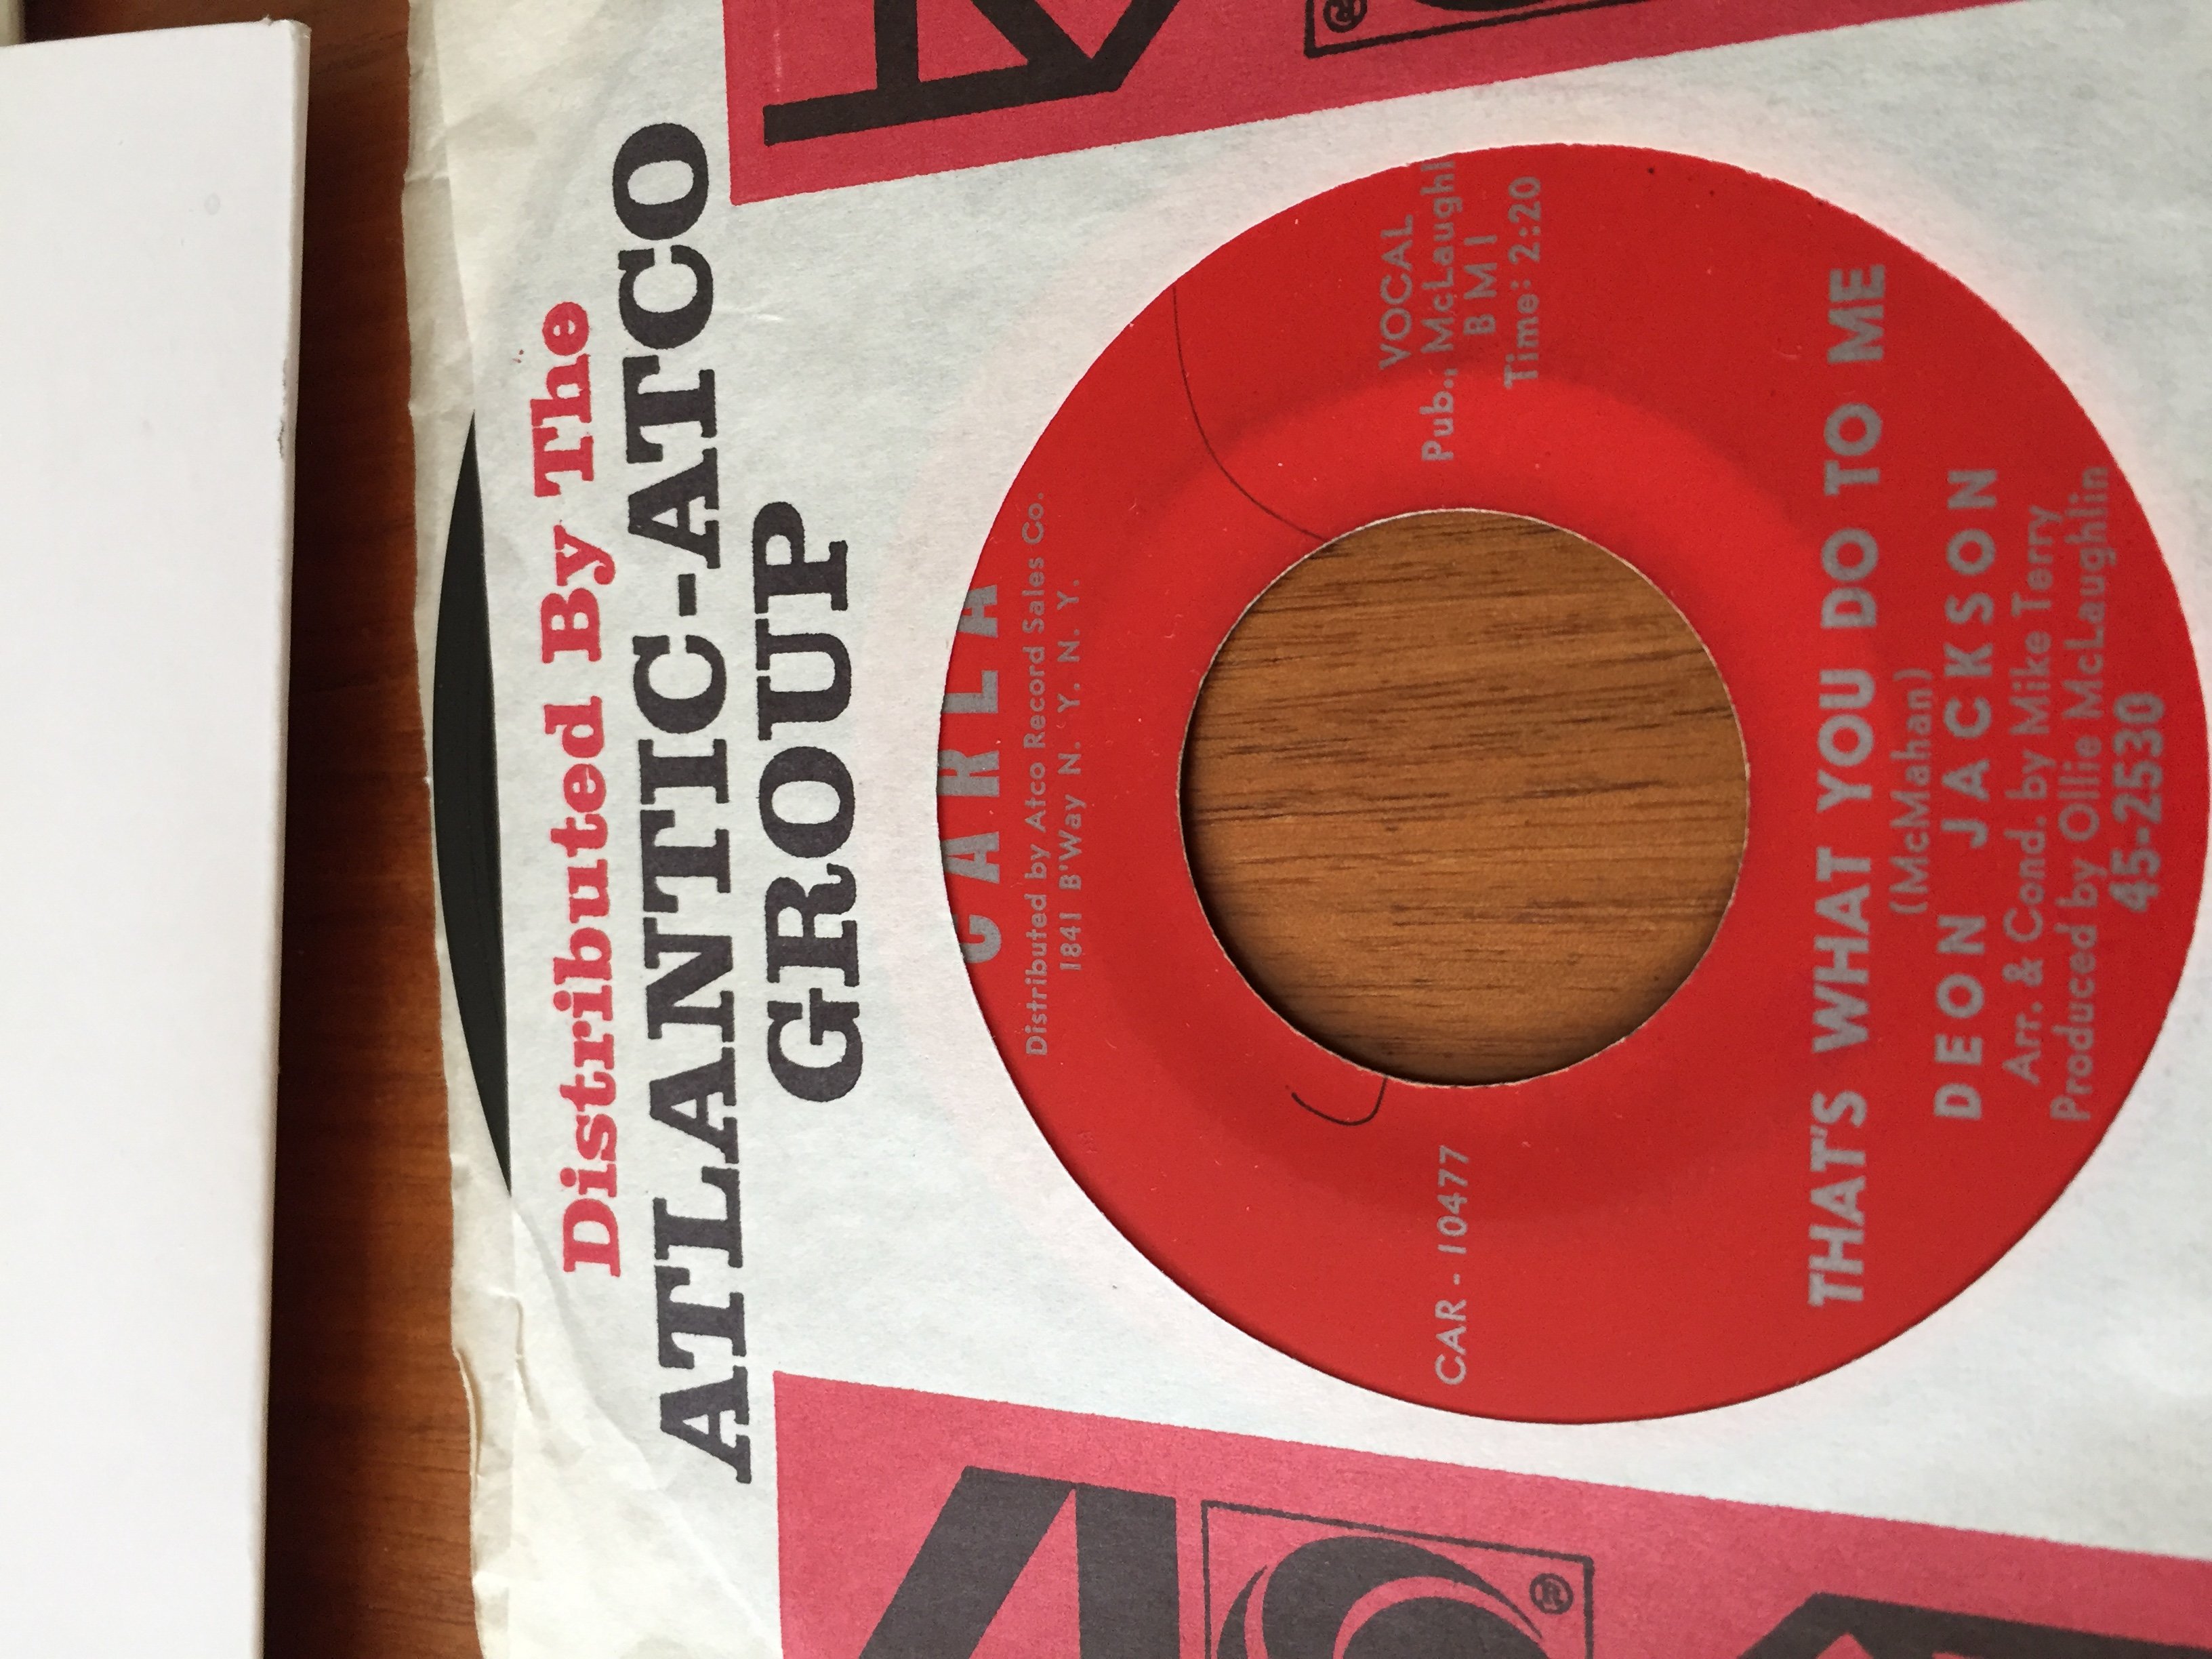 Distributed By The
ATLANTIC-ATCO
GROUP
CARLA
Distributed by Atco Record Sales Co.
1841 B'Way N. Y. N. Y.
CAR - 10477
VOCAL
Pub., McLaughl
BMI
Time: 2:20
THAT'S WHAT YOU DO TO ME
(McMahan)
DEON JACKSON
Arr. & Cond. by Mike Terry
Produced by Ollie McLaughlin
45-2530